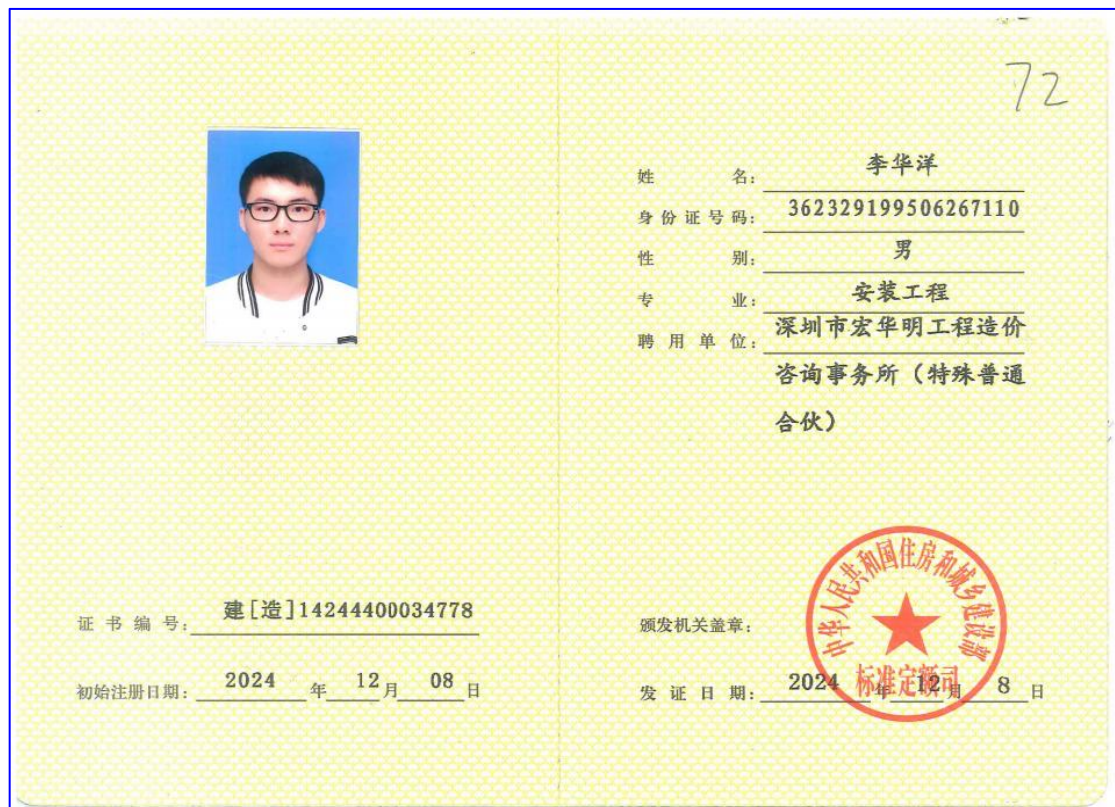 72
姓名：李华洋
身份证号码：362329199506267110
性别：男
专业：安装工程
聘用单位：深圳市宏华明工程造价
咨询事务所（特殊普通
合伙）
证书编号：建[造]14244400034778
初始注册日期：2024年12月08日
颁发机关盖章：
中华人民共和国住房和城乡建设部
标准定额司
发证日期：2024年12月8日